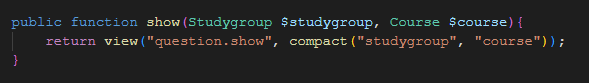 public function show(Studygroup $studygroup, Course $course){
    return view("question.show", compact("studygroup", "course"));
}